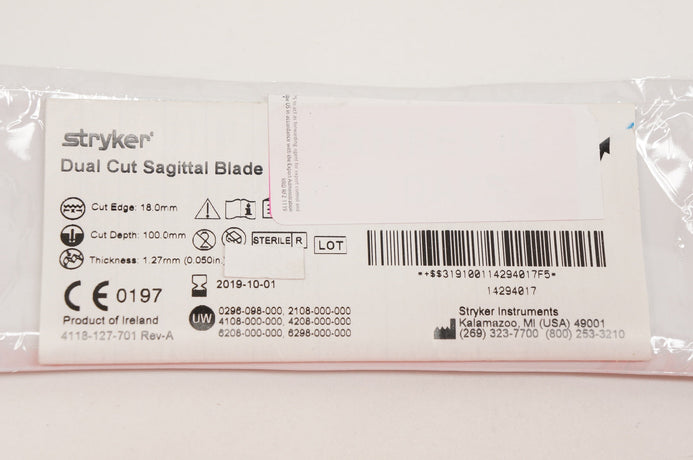 stryker
Dual Cut Sagittal Blade
Cut Edge: 18.0mm
Cut Depth: 100.0mm
Thickness: 1.27mm (0.050in.
STERILE R
LOT
CE 0197
2019-10-01
Product of Ireland
4118-127-701 Rev-A
UW
0298-098-000, 2108-000-000
4108-000-000, 4208-000-000
6208-000-000, 6298-000-000
*+$$319100114294017F5*
14294017
Stryker Instruments
Kalamazoo, MI (USA) 49001
(269) 323-7700 (800) 253-3210